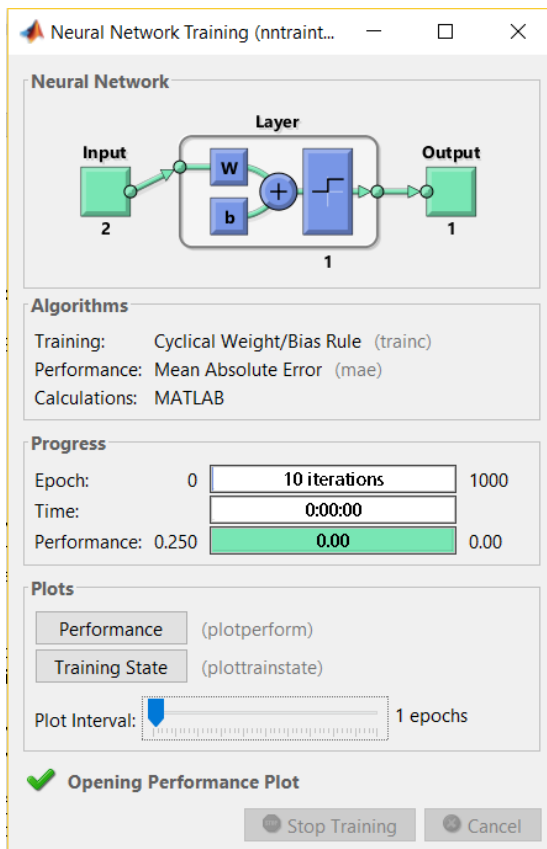 Neural Network Training (nntraint...
Neural Network
Layer
Input
Output
W
b
+
2
1
1
Algorithms
Training: Cyclical Weight/Bias Rule (trainc)
Performance: Mean Absolute Error (mae)
Calculations: MATLAB
Progress
Epoch: 0 10 iterations 1000
Time: 0:00:00
Performance: 0.250 0.00 0.00
Plots
Performance (plotperform)
Training State (plottrainstate)
Plot Interval: 1 epochs
Opening Performance Plot
Stop Training Cancel